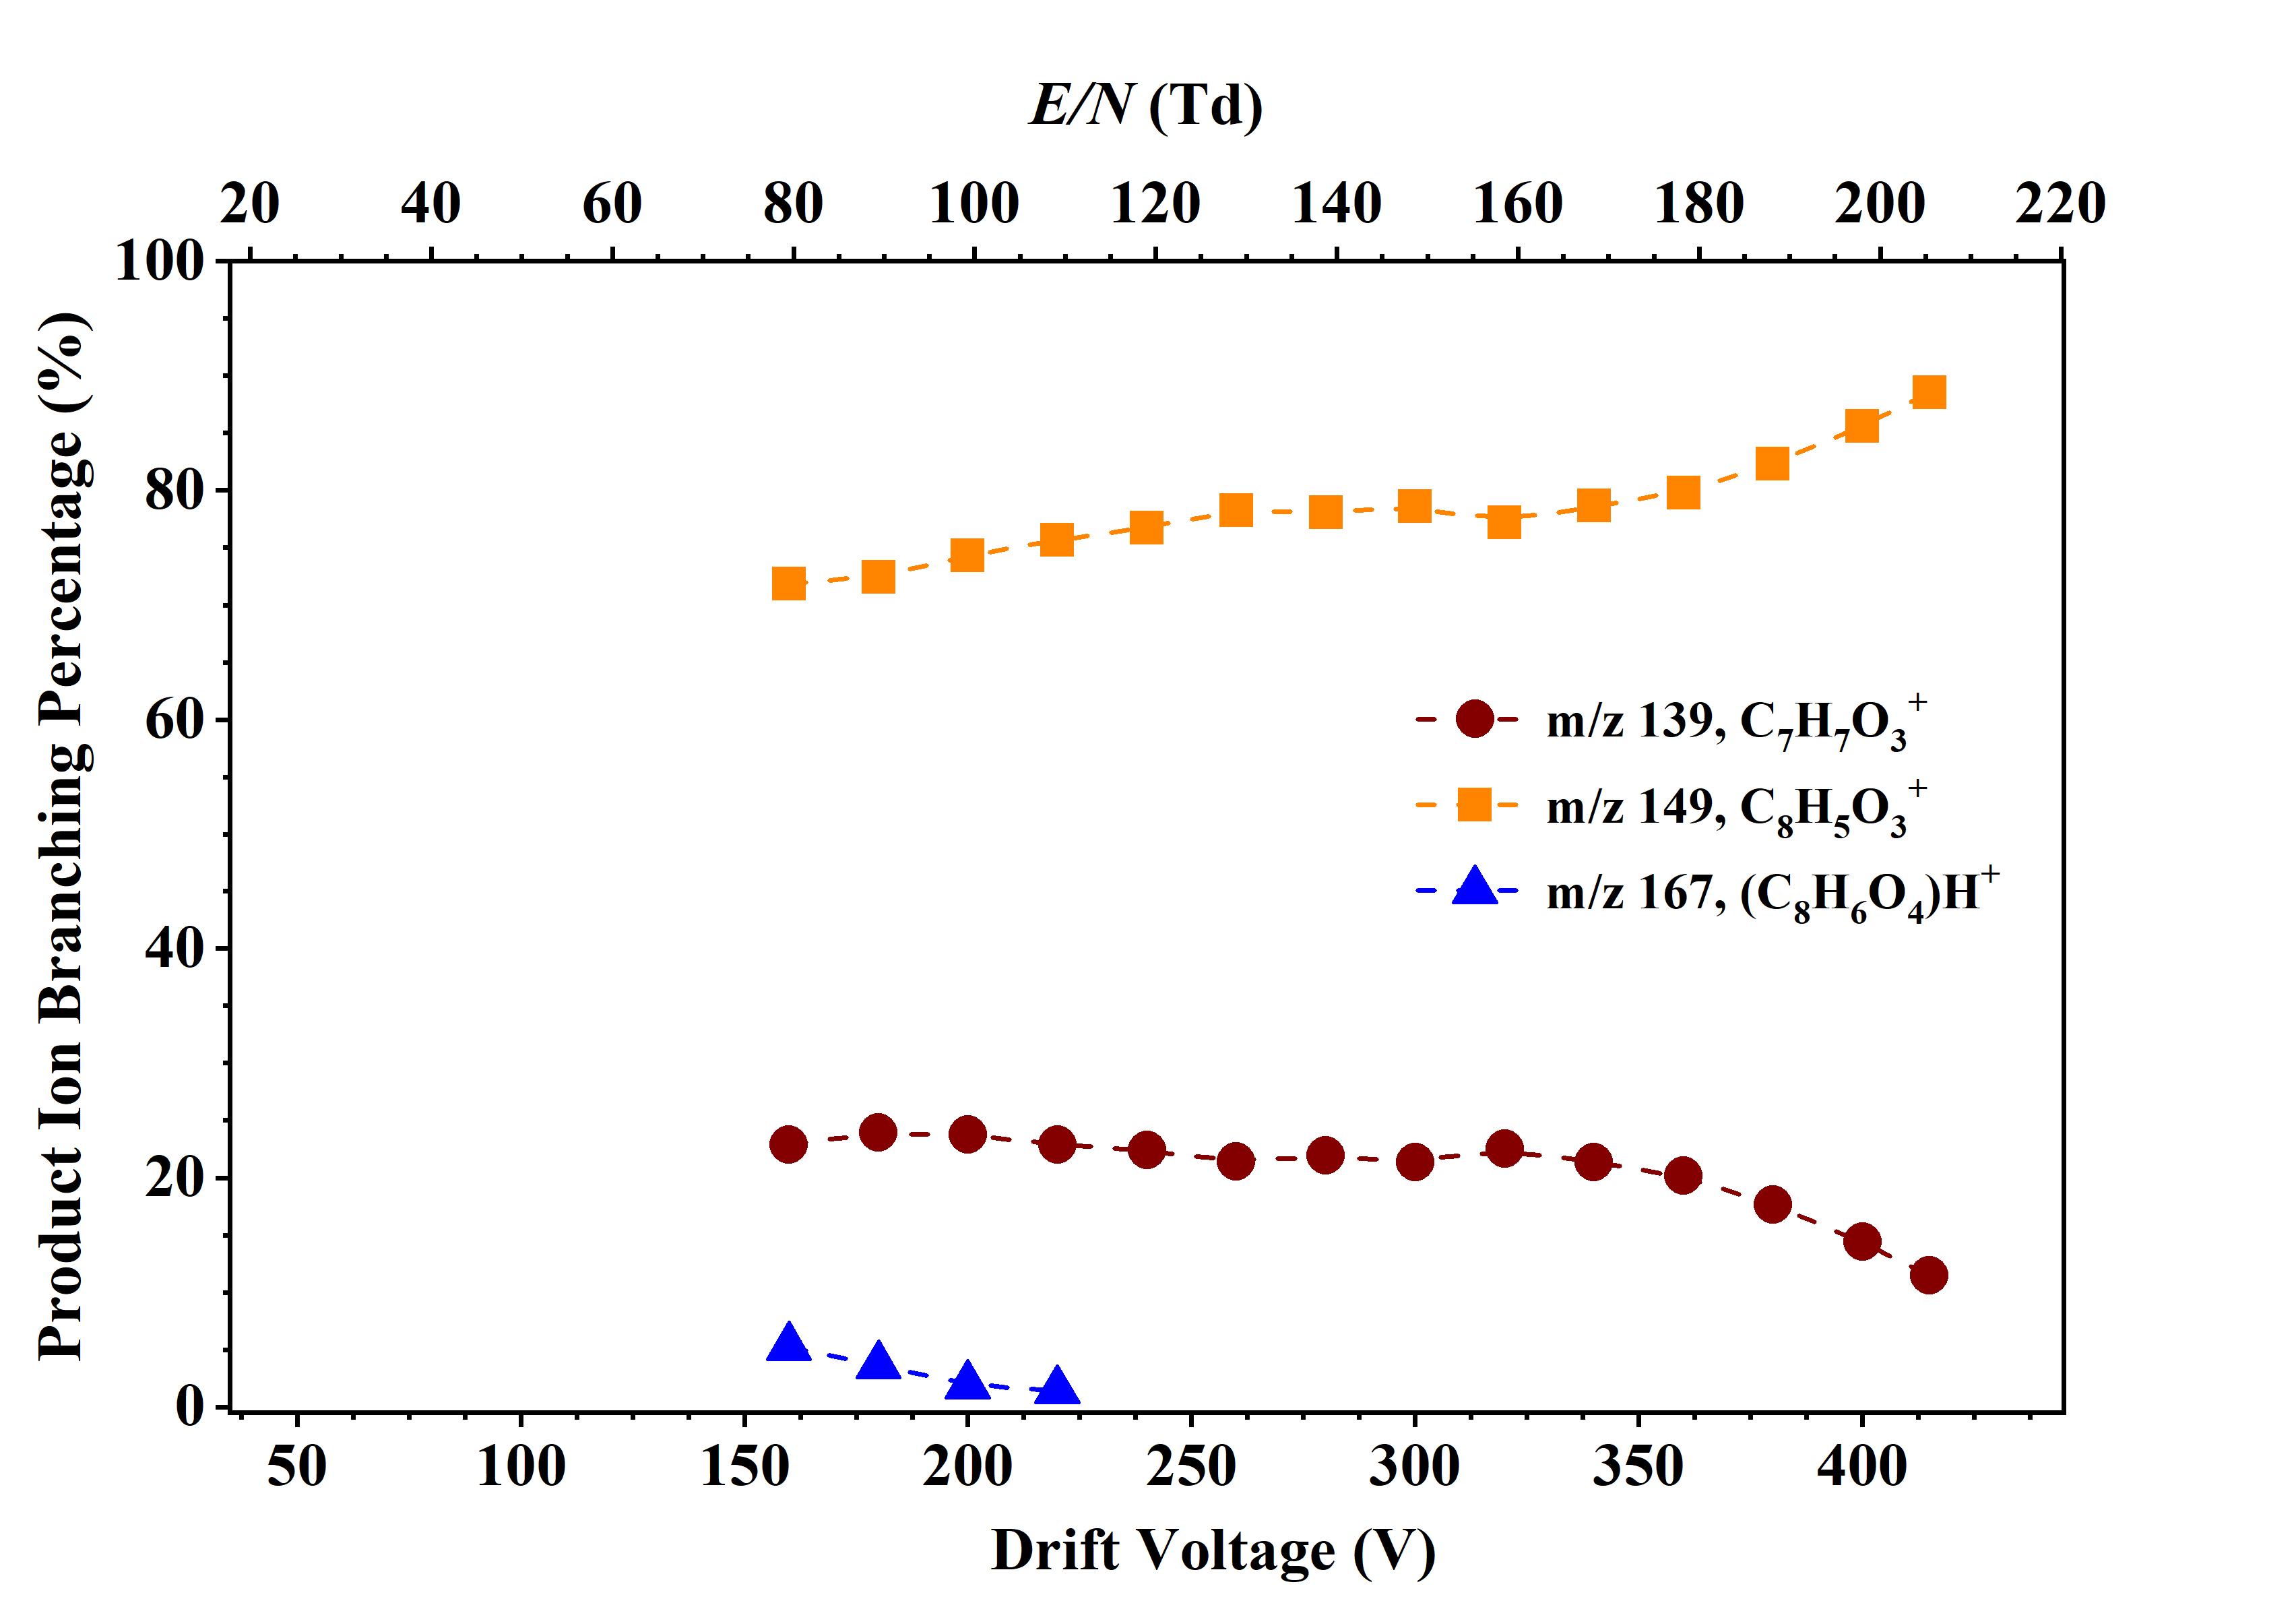 E/N (Td)
20 40 60 80 100 120 140 160 180 200 220
100
80
60
40
20
0
Product Ion Branching Percentage (%)
m/z 139, C₇H₇O₃⁺
m/z 149, C₈H₅O₃⁺
m/z 167, (C₈H₆O₄)H⁺
50 100 150 200 250 300 350 400
Drift Voltage (V)